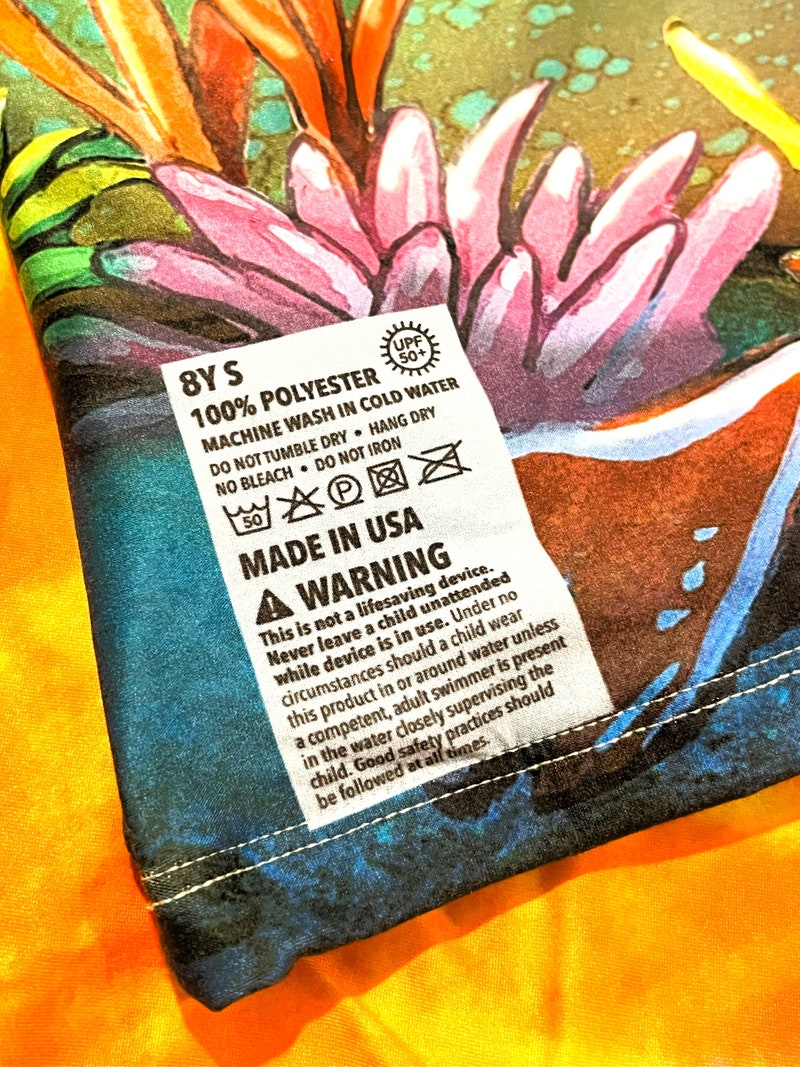 UPF
50+
8Y S
100% POLYESTER
MACHINE WASH IN COLD WATER
DO NOT TUMBLE DRY • HANG DRY
NO BLEACH • DO NOT IRON
50 P
MADE IN USA
WARNING
This is not a lifesaving device.
Never leave a child unattended
while device is in use. Under no
circumstances should a child wear
this product in or around water unless
a competent, adult swimmer is present
in the water closely supervising the
child. Good safety practices should
be followed at all times.